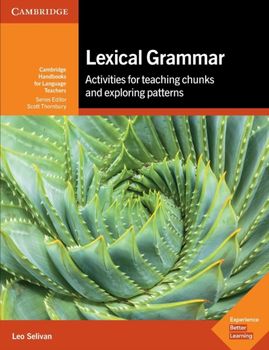 CAMBRIDGE
Cambridge
Handbooks
for Language
Teachers
Series Editor
Scott Thornbury
Lexical Grammar
Activities for teaching chunks
and exploring patterns
Leo Selivan
Experience
Better
Learning